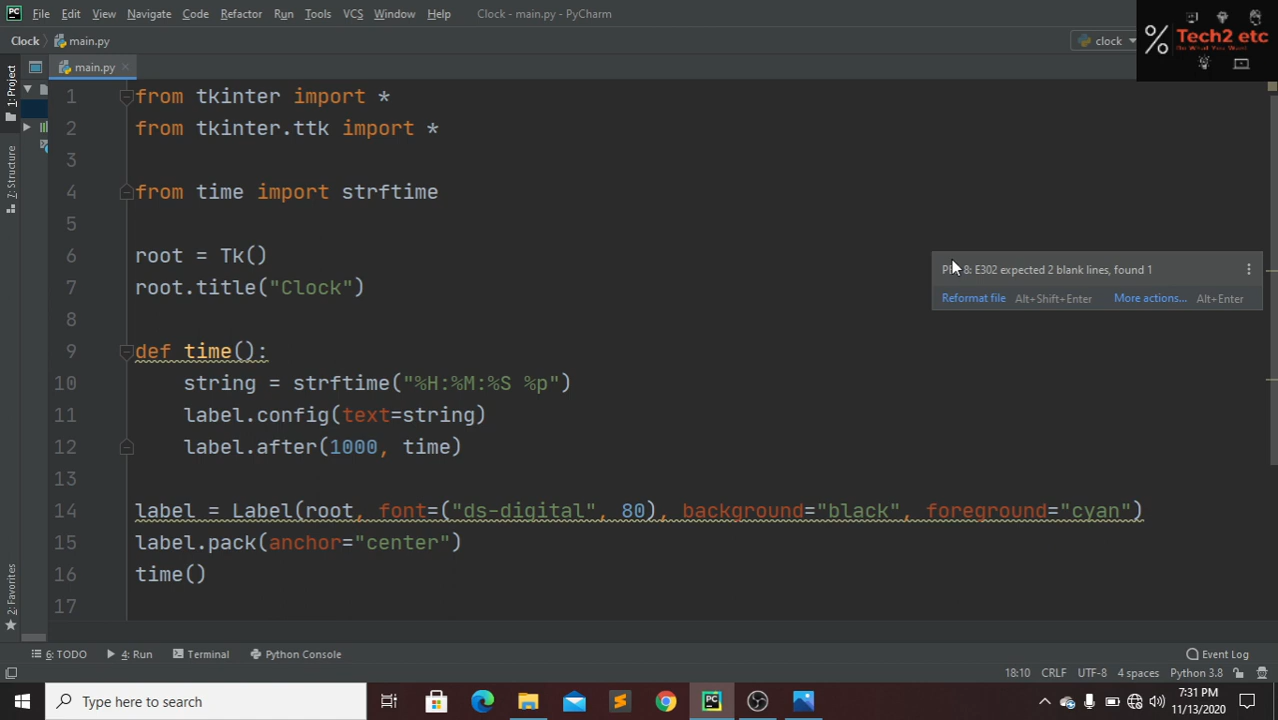 File Edit View Navigate Code Refactor Run Tools VCS Window Help Clock - main.py - PyCharm
Tech2 etc
Clock main.py clock
main.py
1: Project
7: Structure
2: Favorites
1 from tkinter import *
2 from tkinter.ttk import *
3
4 from time import strftime
5
6 root = Tk()
7 root.title("Clock")
8
9 def time():
10 string = strftime("%H:%M:%S %p")
11 label.config(text=string)
12 label.after(1000, time)
13
14 label = Label(root, font=("ds-digital", 80), background="black", foreground="cyan")
15 label.pack(anchor="center")
16 time()
17
8: E302 expected 2 blank lines, found 1
Reformat file Alt+Shift+Enter More actions... Alt+Enter
6: TODO 4: Run Terminal Python Console Event Log
18:10 CRLF UTF-8 4 spaces Python 3.8
Type here to search
7:31 PM
11/13/2020